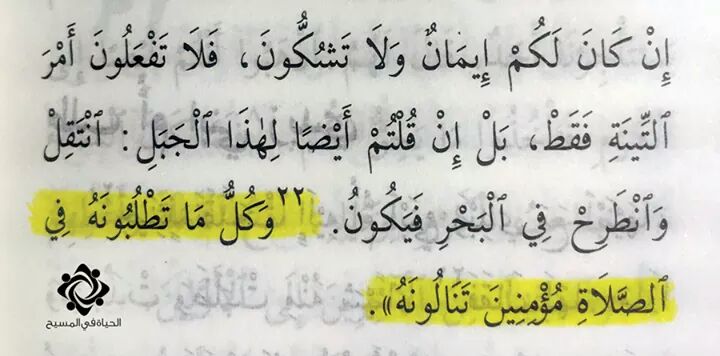 إِنْ كَانَ لَكُمْ إِيمَانٌ وَلَا تَشُكُّونَ، فَلَا تَفْعَلُونَ أَمْرَ
ٱلتِّينَةِ فَقَطْ، بَلْ إِنْ قُلْتُمْ أَيْضًا لِهٰذَا ٱلْجَبَلِ: ٱنْتَقِلْ
وَٱنْطَرِحْ فِي ٱلْبَحْرِ فَيَكُونُ. ٢٢ وَكُلُّ مَا تَطْلُبُونَهُ فِي
ٱلصَّلَاةِ مُؤْمِنِينَ تَنَالُونَهُ».
الحياة في المسيح